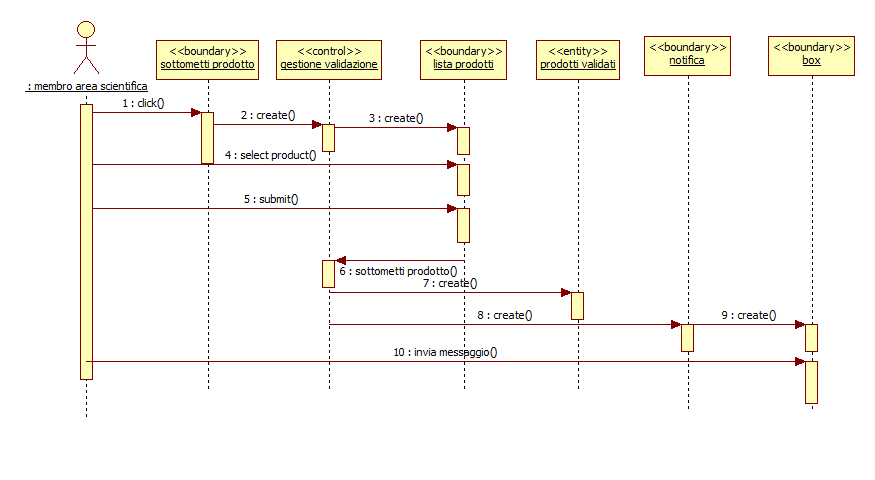 : membro area scientifica
<<boundary>>
sottometti prodotto
<<control>>
gestione validazione
<<boundary>>
lista prodotti
<<entity>>
prodotti validati
<<boundary>>
notifica
<<boundary>>
box
1 : click()
2 : create()
3 : create()
4 : select product()
5 : submit()
6 : sottometti prodotto()
7 : create()
8 : create()
9 : create()
10 : invia messaggio()